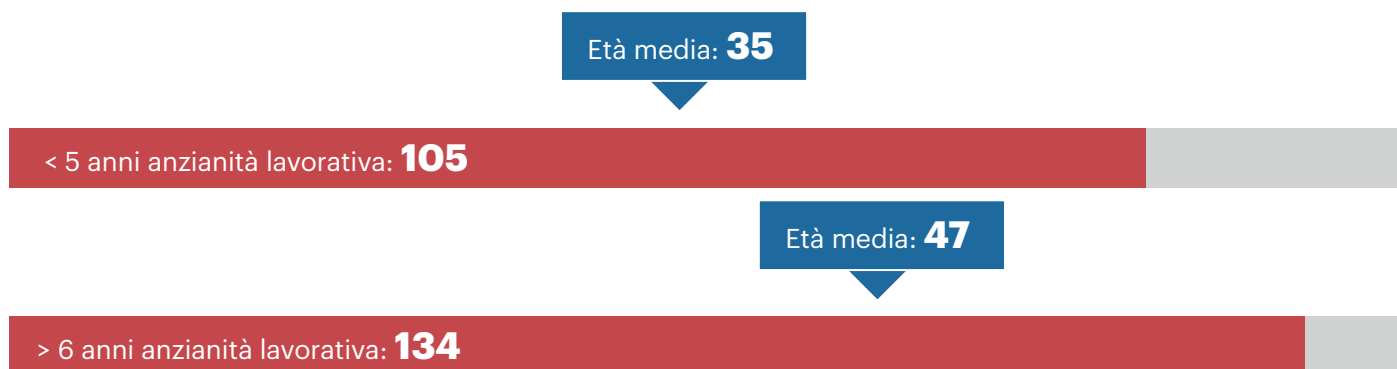 Età media: 35
< 5 anni anzianità lavorativa: 105
Età media: 47
> 6 anni anzianità lavorativa: 134